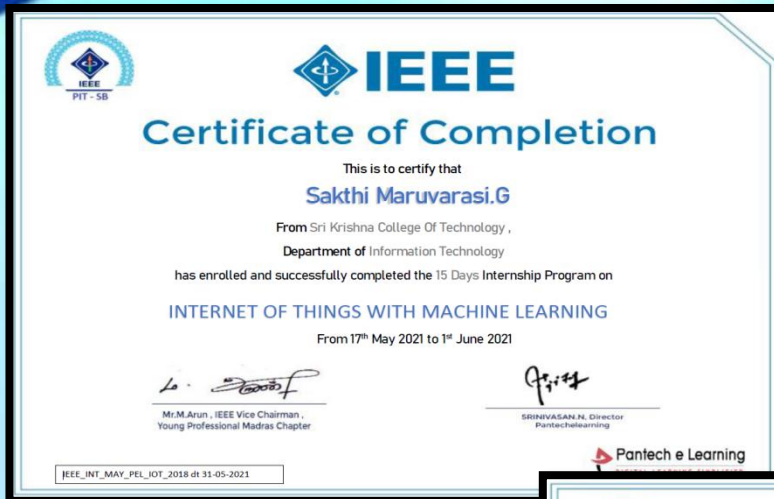 IEEE
PIT - SB
IEEE
Certificate of Completion
This is to certify that
Sakthi Maruvarasi.G
From Sri Krishna College Of Technology ,
Department of Information Technology
has enrolled and successfully completed the 15 Days Internship Program on
INTERNET OF THINGS WITH MACHINE LEARNING
From 17th May 2021 to 1st June 2021
Mr.M.Arun , IEEE Vice Chairman ,
Young Professional Madras Chapter
SRINIVASAN.N, Director
Pantechelearning
Pantech e Learning
IEEE_INT_MAY_PEL_IOT_2018 dt 31-05-2021